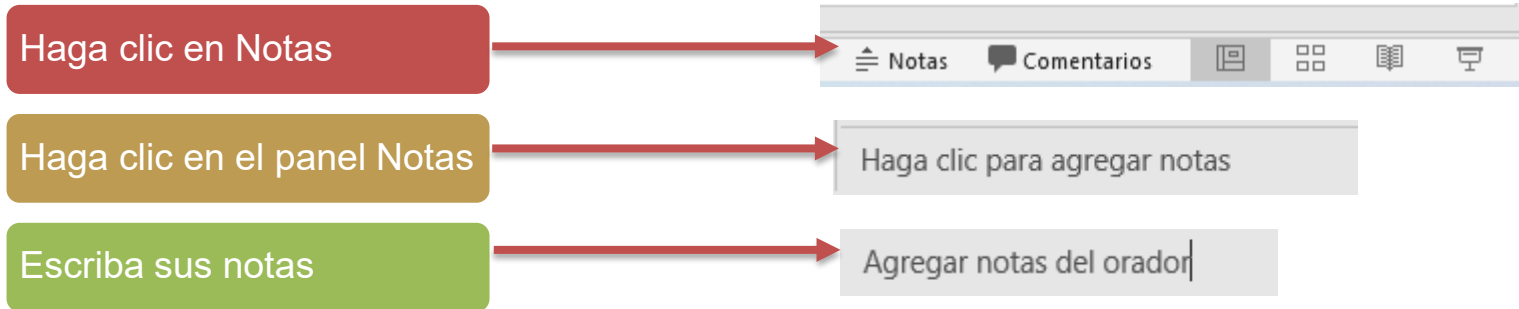 Haga clic en Notas
Notas Comentarios
Haga clic en el panel Notas
Haga clic para agregar notas
Escriba sus notas
Agregar notas del orador